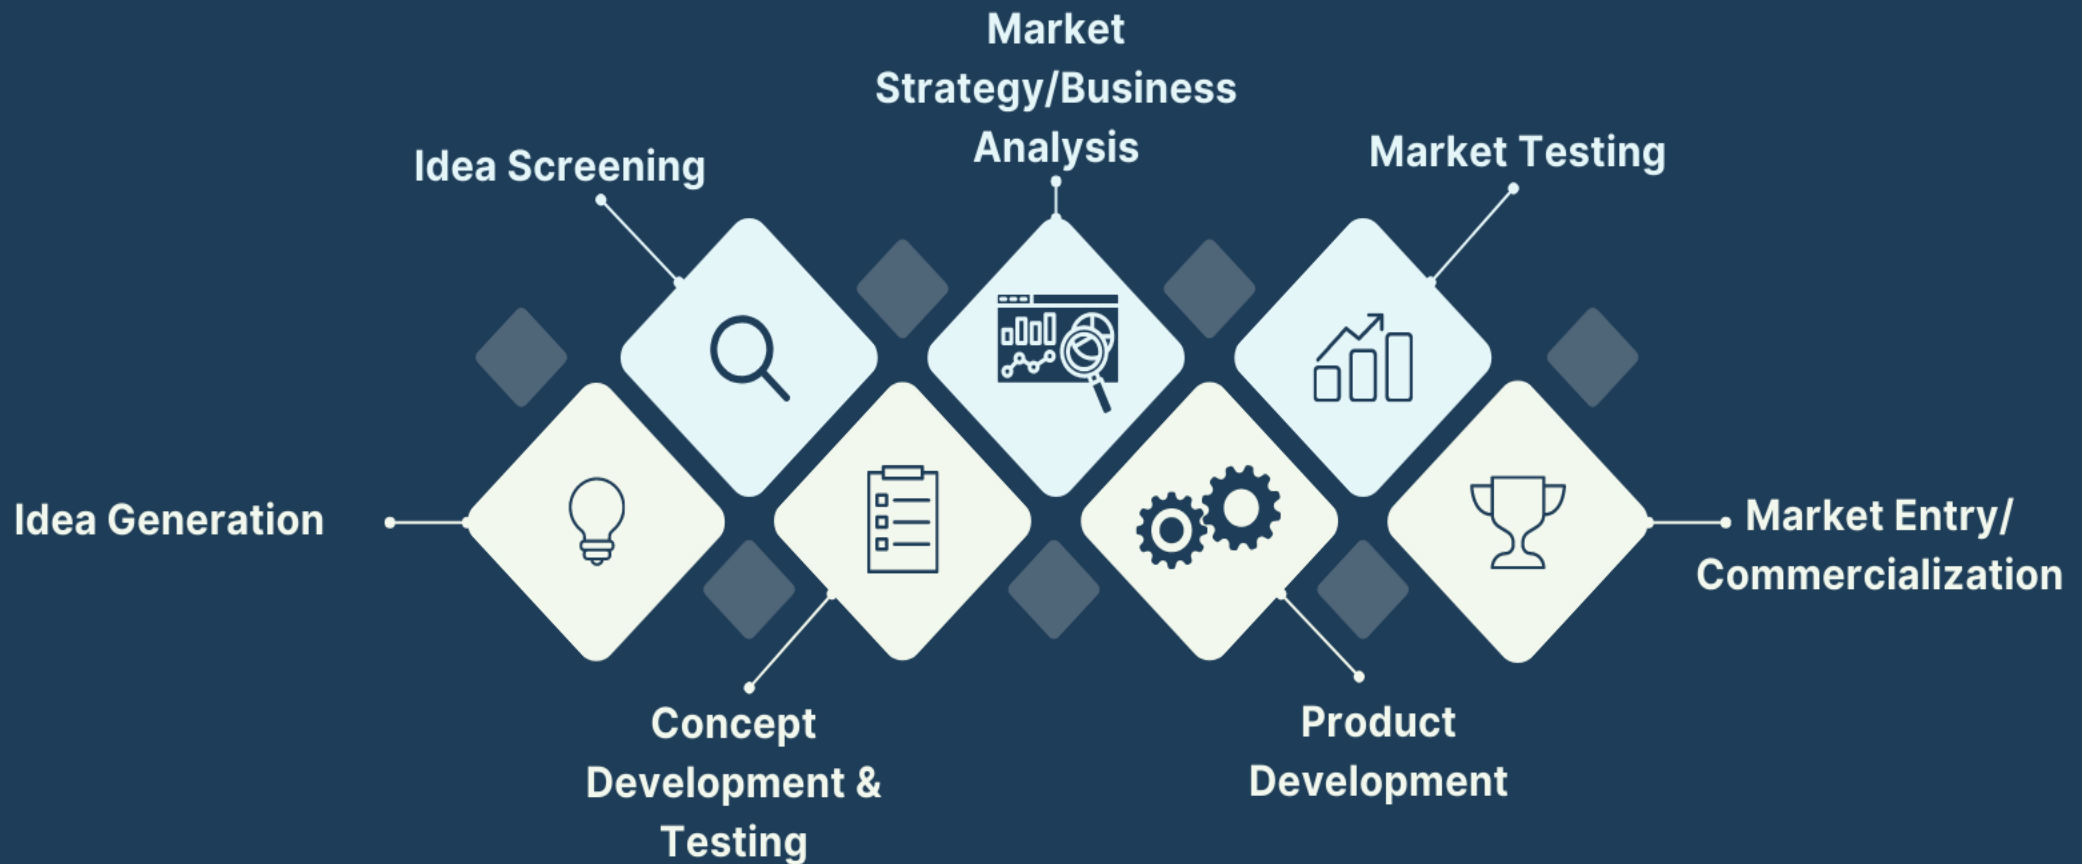 Market
Strategy/Business
Analysis
Idea Screening
Market Testing
Idea Generation
Market Entry/
Commercialization
Concept
Development &
Testing
Product
Development